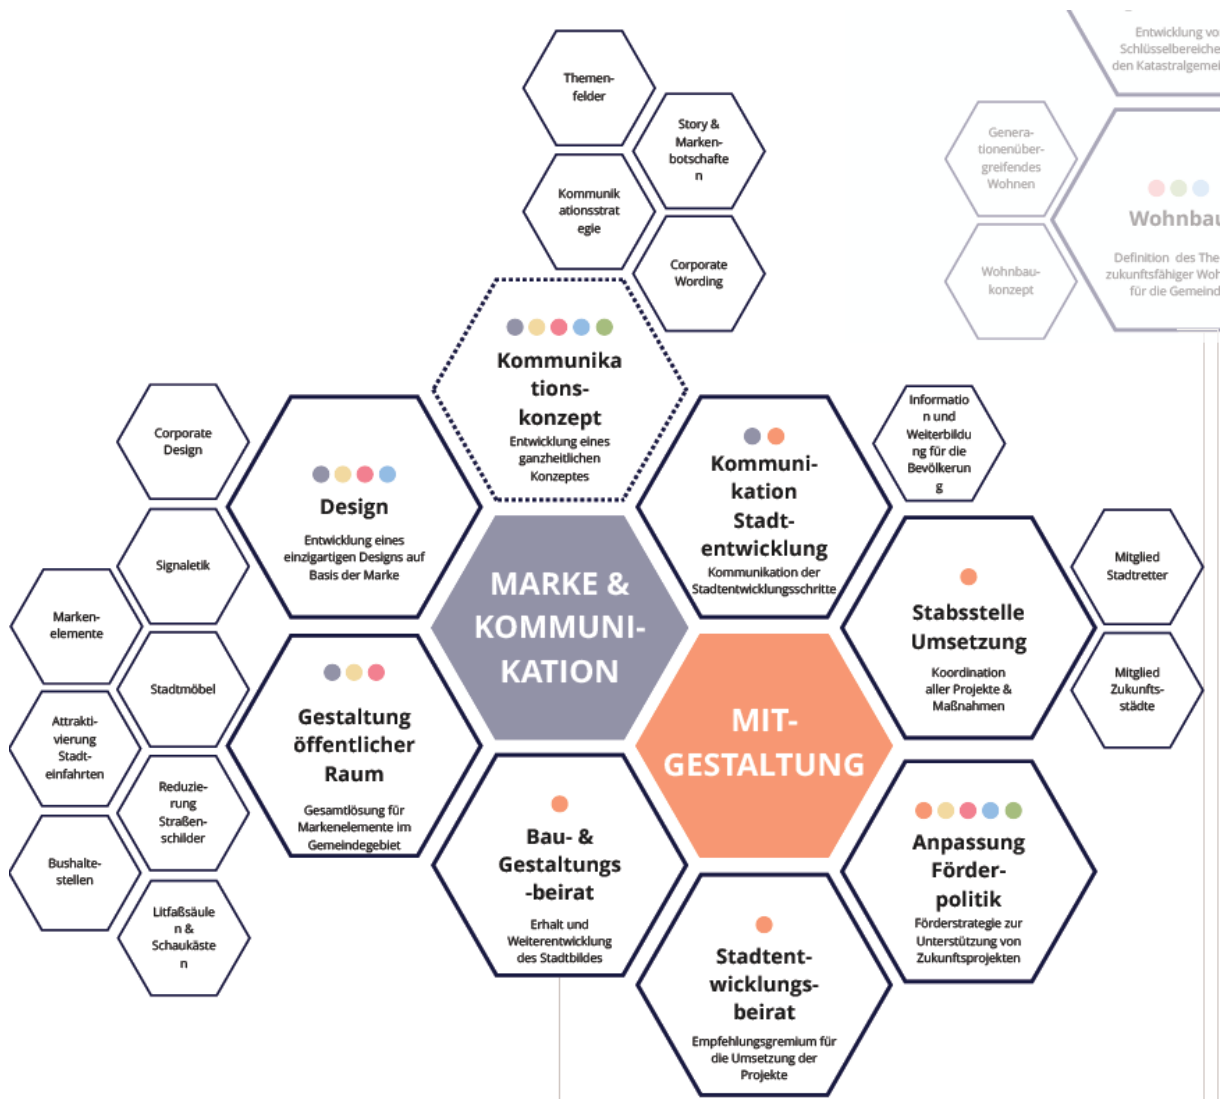 Themen-
felder
Story &
Marken-
botschafte
n
Kommunik
ationsstrat
egie
Corporate
Wording
Entwicklung
Schlüsselbereiche
den
Genera-
tionenüber-
greifendes
Wohnen
Wohnbau
Wohnbau-
konzept
Definition des
zukunftsfähiger
für die
Kommunika
tions-
konzept
Entwicklung eines
ganzheitlichen
Konzeptes
Corporate
Design
Design
Entwicklung eines
einzigartigen Designs auf
Basis der Marke
Kommuni-
kation
Stadt-
entwicklung
Kommunikation der
Stadtentwicklungsschritte
Informatio
n und
Weiterbildu
ng für die
Bevölkerun
g
Signaletik
MARKE &
KOMMUNI-
KATION
Stabsstelle
Umsetzung
Koordination
aller Projekte &
Maßnahmen
Mitglied
Stadtretter
Mitglied
Zukunfts-
städte
Marken-
elemente
Stadtmöbel
Gestaltung
öffentlicher
Raum
Gesamtlösung für
Markenelemente im
Gemeindegebiet
MIT-
GESTALTUNG
Attrakti-
vierung
Stadt-
einfahrten
Reduzie-
rung
Straßen-
schilder
Bau- &
Gestaltungs
-beirat
Erhalt und
Weiterentwicklung
des Stadtbildes
Anpassung
Förder-
politik
Förderstrategie zur
Unterstützung von
Zukunftsprojekten
Bushalte-
stellen
Litfaßsäule
n &
Schaukäste
n
Stadtent-
wicklungs-
beirat
Empfehlungsgremium für
die Umsetzung der
Projekte